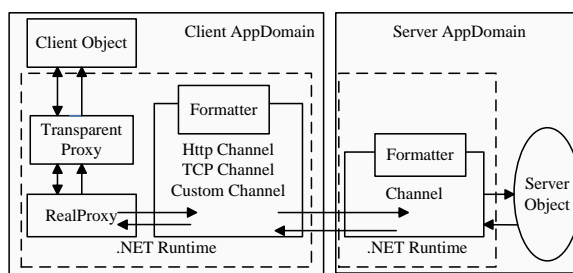 Client AppDomain
Client Object
Formatter
Transparent
Proxy
Http Channel
TCP Channel
Custom Channel
RealProxy
.NET Runtime
Server AppDomain
Formatter
Channel
Server
Object
.NET Runtime